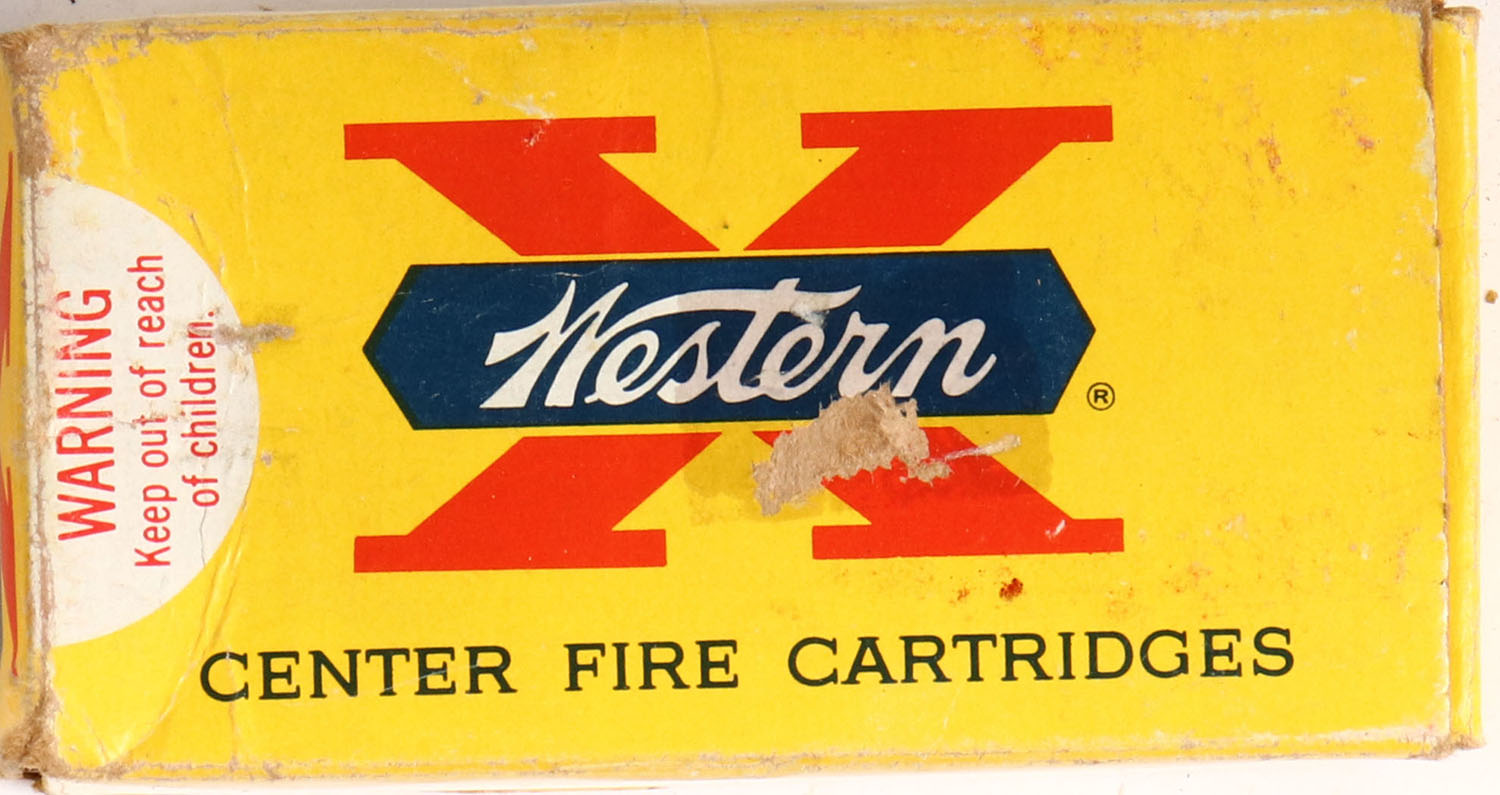 X
Western
®
CENTER FIRE CARTRIDGES
WARNING
Keep out of reach
of children.